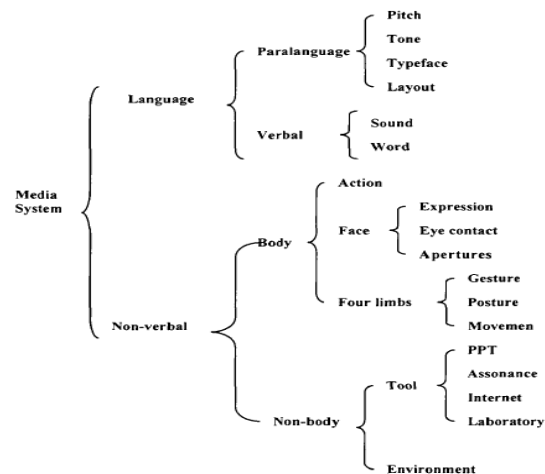 Pitch
Tone
Paralanguage
Typeface
Layout
Language
Sound
Verbal
Word
Media
System
Action
Expression
Body
Face
Eye contact
Apertures
Gesture
Four limbs
Posture
Movemen
Non-verbal
PPT
Assonance
Tool
Internet
Laboratory
Non-body
Environment